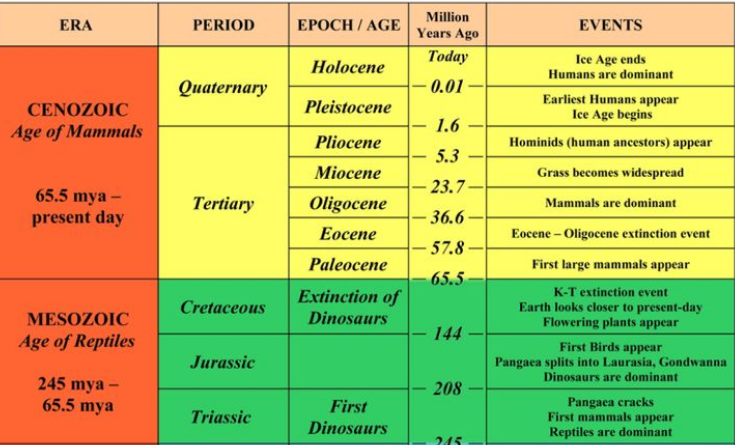 ERA
PERIOD
EPOCH / AGE
Million
Years Ago
EVENTS
CENOZOIC
Age of Mammals
65.5 mya –
present day
Quaternary
Holocene
Today
Ice Age ends
Humans are dominant
0.01
Pleistocene
Earliest Humans appear
Ice Age begins
1.6
Tertiary
Pliocene
Hominids (human ancestors) appear
5.3
Miocene
Grass becomes widespread
23.7
Oligocene
Mammals are dominant
36.6
Eocene
Eocene – Oligocene extinction event
57.8
Paleocene
First large mammals appear
65.5
MESOZOIC
Age of Reptiles
245 mya –
65.5 mya
Cretaceous
Extinction of
Dinosaurs
K-T extinction event
Earth looks closer to present-day
Flowering plants appear
144
Jurassic
First Birds appear
Pangaea splits into Laurasia, Gondwanna
Dinosaurs are dominant
208
Triassic
First
Dinosaurs
Pangaea cracks
First mammals appear
Reptiles are dominant
245